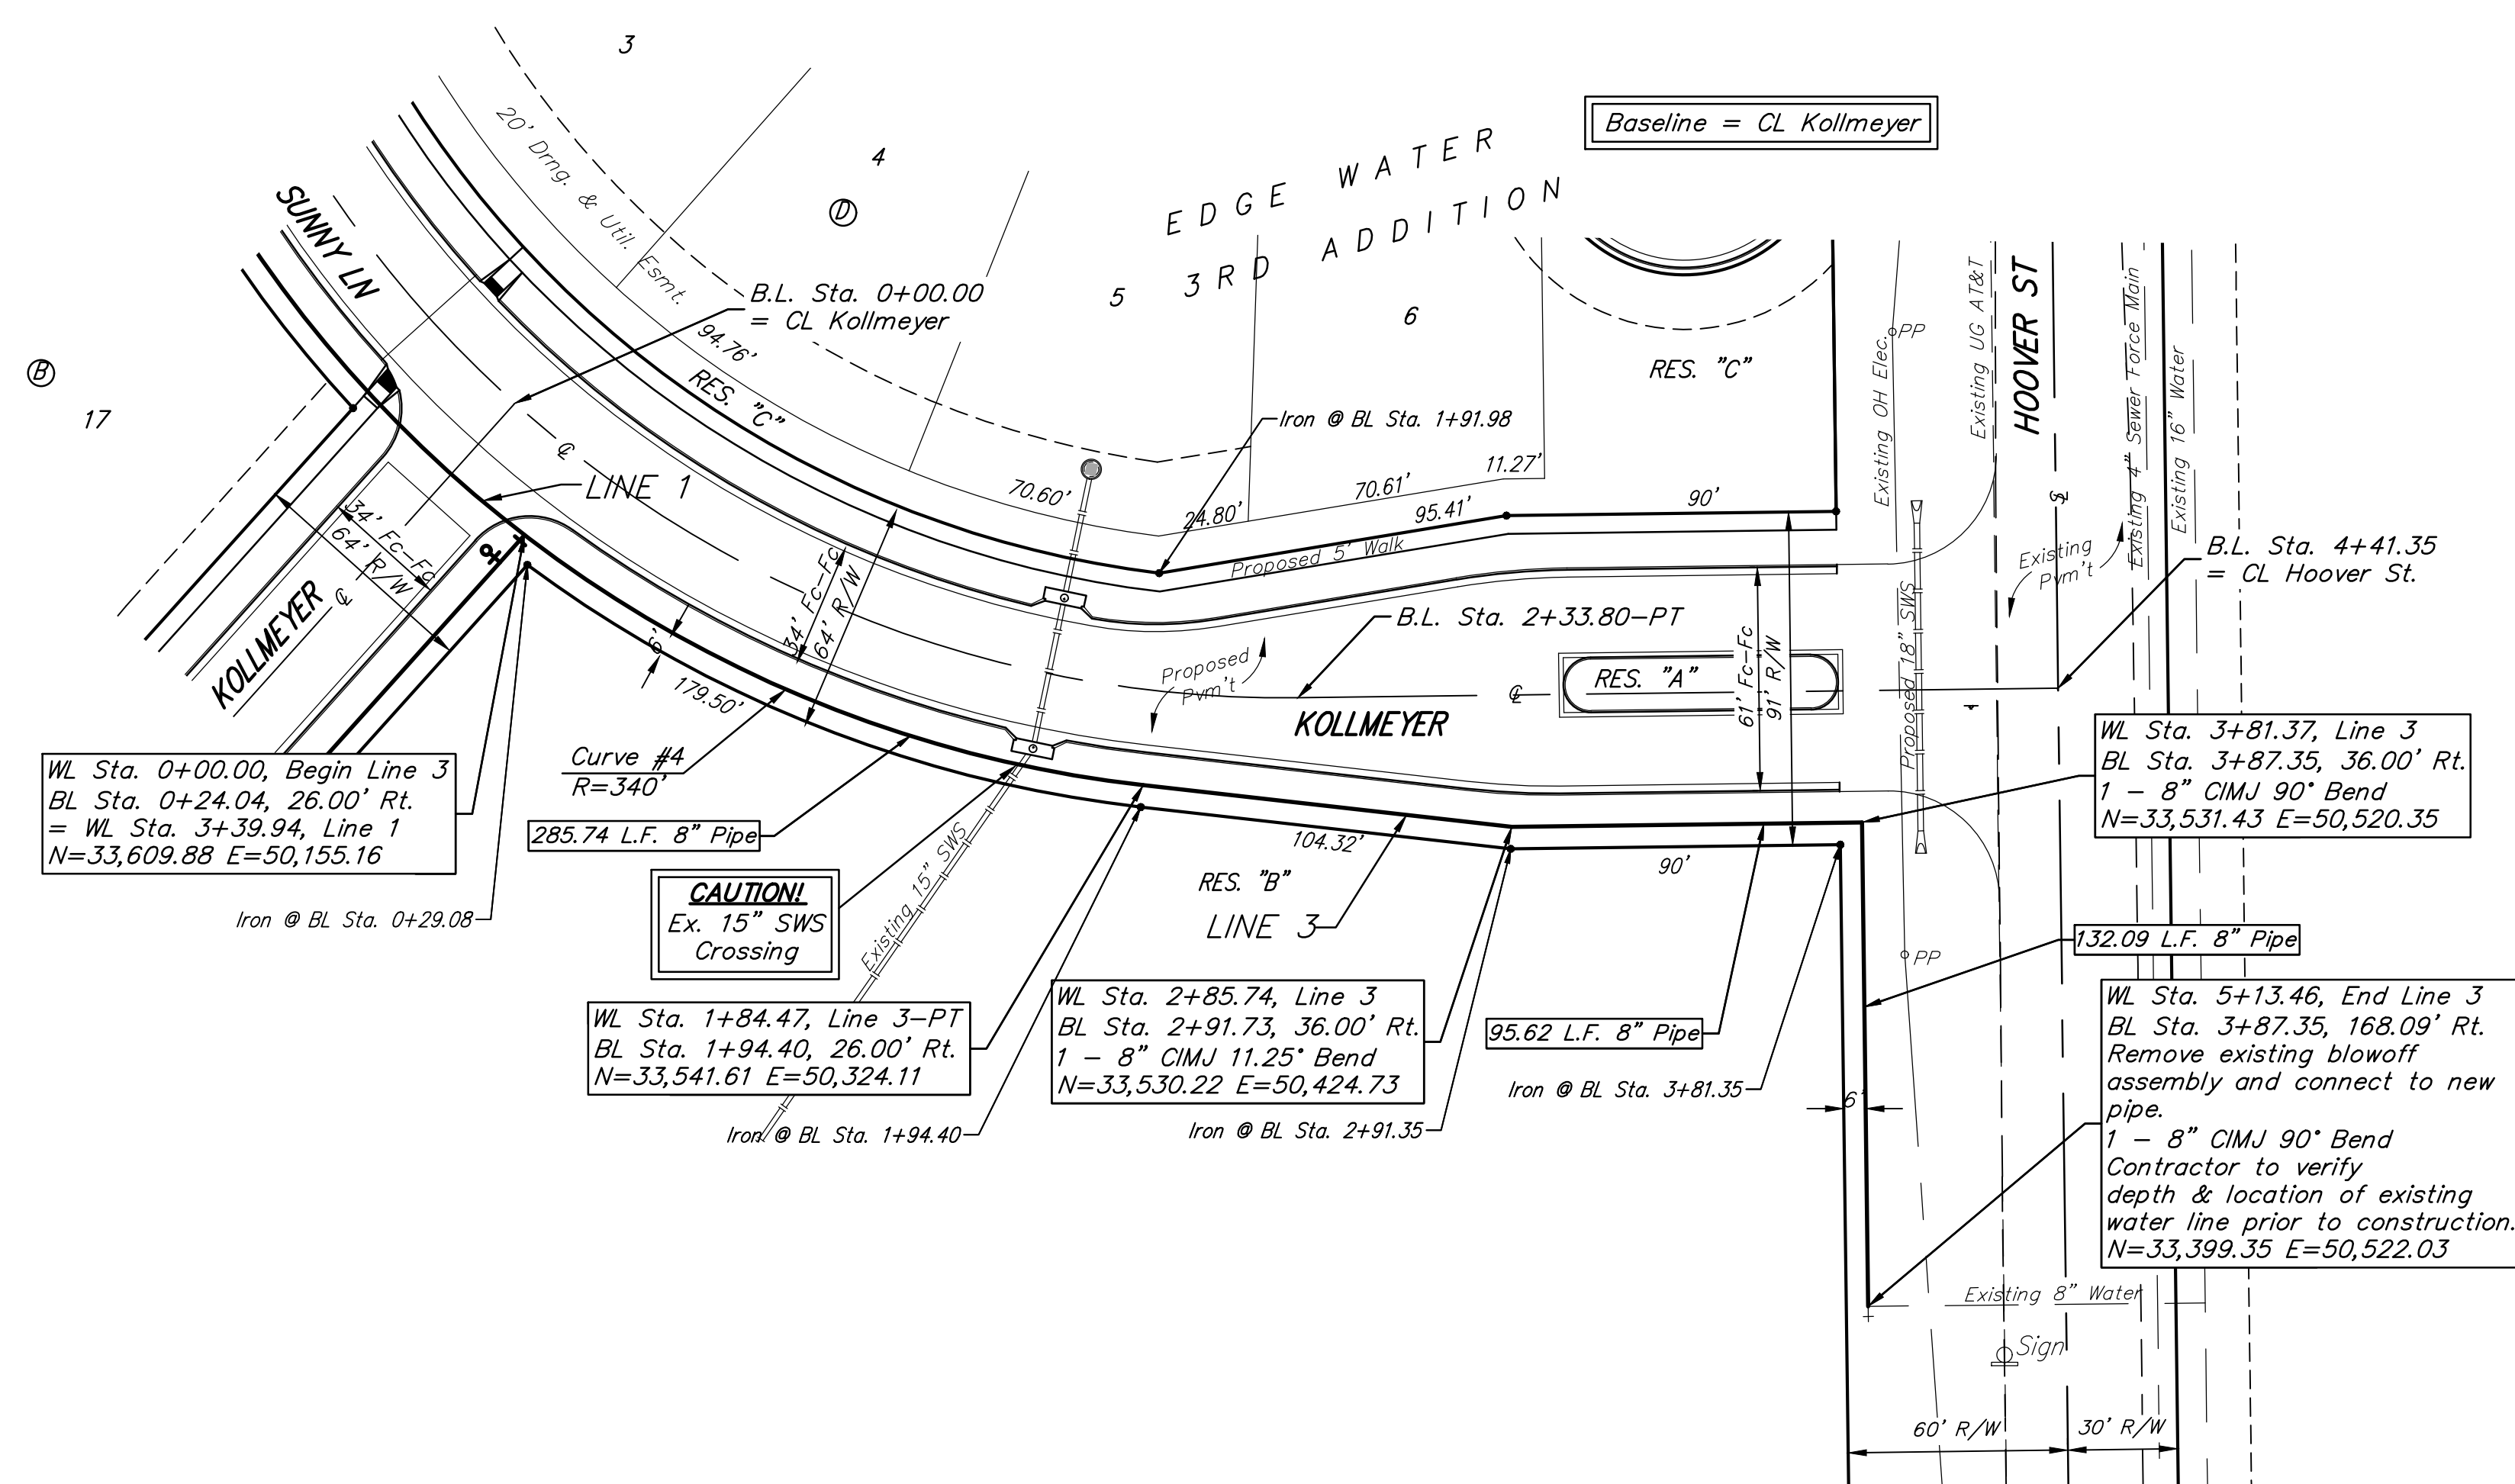 3
4
5
6
17
B
D
20' Drng. & Util. Esmt.
EDGE WATER
3RD ADDITION
Baseline = CL Kollmeyer
SUNNY LN
B.L. Sta. 0+00.00
= CL Kollmeyer
94.76'
RES. "C"
RES. "C"
Iron @ BL Sta. 1+91.98
LINE 1
70.60'
24.80'
70.61'
11.27'
95.41'
90'
Proposed 5' Walk
Existing OH Elec.
PP
Existing UG AT&T
HOOVER ST
Existing 4" Sewer Force Main
Existing 16" Water
Existing
Pvm't
B.L. Sta. 4+41.35
= CL Hoover St.
34' Fc-Fc
64' R/W
KOLLMEYER
34' Fc-Fc
64' R/W
6'
179.50'
B.L. Sta. 2+33.80-PT
Proposed
Pvm't
RES. "A"
KOLLMEYER
61' Fc-Fc
91' R/W
Proposed 18" SWS
WL Sta. 0+00.00, Begin Line 3
BL Sta. 0+24.04, 26.00' Rt.
= WL Sta. 3+39.94, Line 1
N=33,609.88 E=50,155.16
Curve #4
R=340'
285.74 L.F. 8" Pipe
WL Sta. 3+81.37, Line 3
BL Sta. 3+87.35, 36.00' Rt.
1 - 8" CIMJ 90° Bend
N=33,531.43 E=50,520.35
104.32'
90'
RES. "B"
LINE 3
Iron @ BL Sta. 0+29.08
CAUTION!
Ex. 15" SWS
Crossing
Existing 15" SWS
132.09 L.F. 8" Pipe
PP
WL Sta. 1+84.47, Line 3-PT
BL Sta. 1+94.40, 26.00' Rt.
N=33,541.61 E=50,324.11
WL Sta. 2+85.74, Line 3
BL Sta. 2+91.73, 36.00' Rt.
1 - 8" CIMJ 11.25° Bend
N=33,530.22 E=50,424.73
95.62 L.F. 8" Pipe
WL Sta. 5+13.46, End Line 3
BL Sta. 3+87.35, 168.09' Rt.
Remove existing blowoff
assembly and connect to new
pipe.
1 - 8" CIMJ 90° Bend
Contractor to verify
depth & location of existing
water line prior to construction.
N=33,399.35 E=50,522.03
Iron @ BL Sta. 1+94.40
Iron @ BL Sta. 2+91.35
Iron @ BL Sta. 3+81.35
6'
Existing 8" Water
Sign
60' R/W
30' R/W